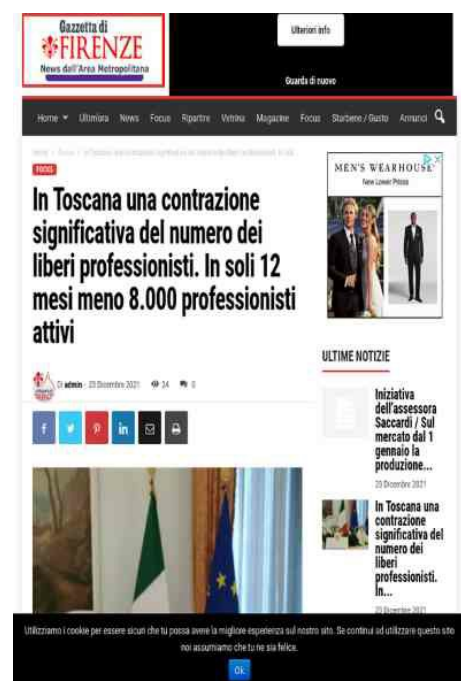 Gazzetta di
FIRENZE
News dall'Area Metropolitana
Ulteriori info
Guarda di nuovo
Home Ultim'ora News Focus Ripartire Vetrina Magazine Focus Starbene / Gusto Annunci
FOCUS
In Toscana una contrazione
significativa del numero dei
liberi professionisti. In soli 12
mesi meno 8.000 professionisti
attivi
Di admin - 23 Dicembre 2021 24 0
MEN'S WEARHOUSE
New Lower Prices
ULTIME NOTIZIE
Iniziativa
dell'assessora
Saccardi / Sul
mercato dal 1
gennaio la
produzione...
23 Dicembre 2021
In Toscana una
contrazione
significativa del
numero dei
liberi
professionisti.
In...
23 Dicembre 2021
Utilizziamo i cookie per essere sicuri che tu possa avere la migliore esperienza sul nostro sito. Se continui ad utilizzare questo sito
noi assumiamo che tu ne sia felice.
Ok